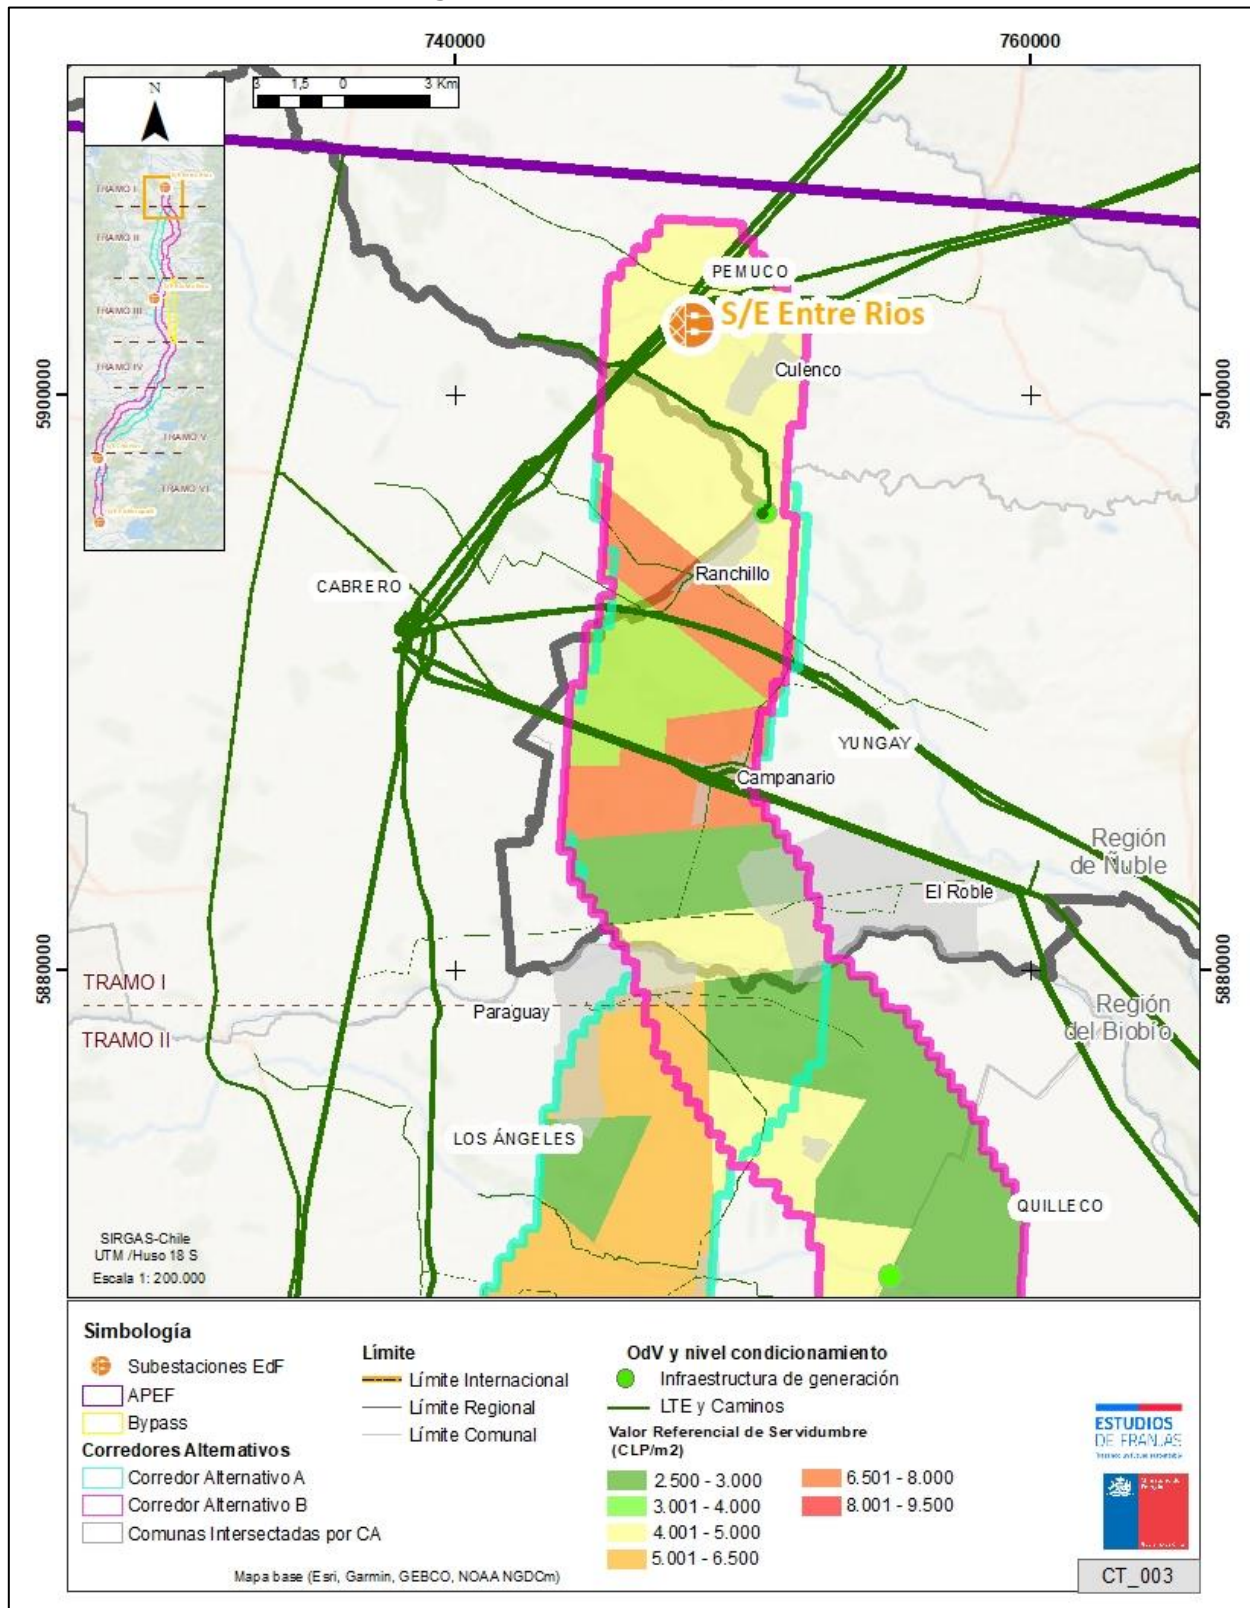 740000
760000
N
3 1,5 0 3 Km
TRAMO I
TRAMO II
TRAMO III
TRAMO IV
TRAMO V
TRAMO VI
PEMUCO
S/E Entre Rios
Culenco
5900000
5900000
Ranchillo
CABRERO
YUNGAY
Campanario
Región
de Ñuble
El Roble
5880000
5880000
TRAMO I
Paraguay
Región
del Biobío
TRAMO II
LOS ÁNGELES
QUILLECO
SIRGAS-Chile
UTM /Huso 18 S
Escala 1: 200.000
Simbología
Subestaciones EdF
APEF
Bypass
Corredores Alternativos
Corredor Alternativo A
Corredor Alternativo B
Comunas Intersectadas por CA
Límite
Límite Internacional
Límite Regional
Límite Comunal
OdV y nivel condicionamiento
Infraestructura de generación
LTE y Caminos
Valor Referencial de Servidumbre
(CLP/m2)
2.500 - 3.000
3.001 - 4.000
4.001 - 5.000
5.001 - 6.500
6.501 - 8.000
8.001 - 9.500
ESTUDIOS
DE FRANJAS
Mapa base (Esri, Garmin, GEBCO, NOAA NGDCm)
CT_003